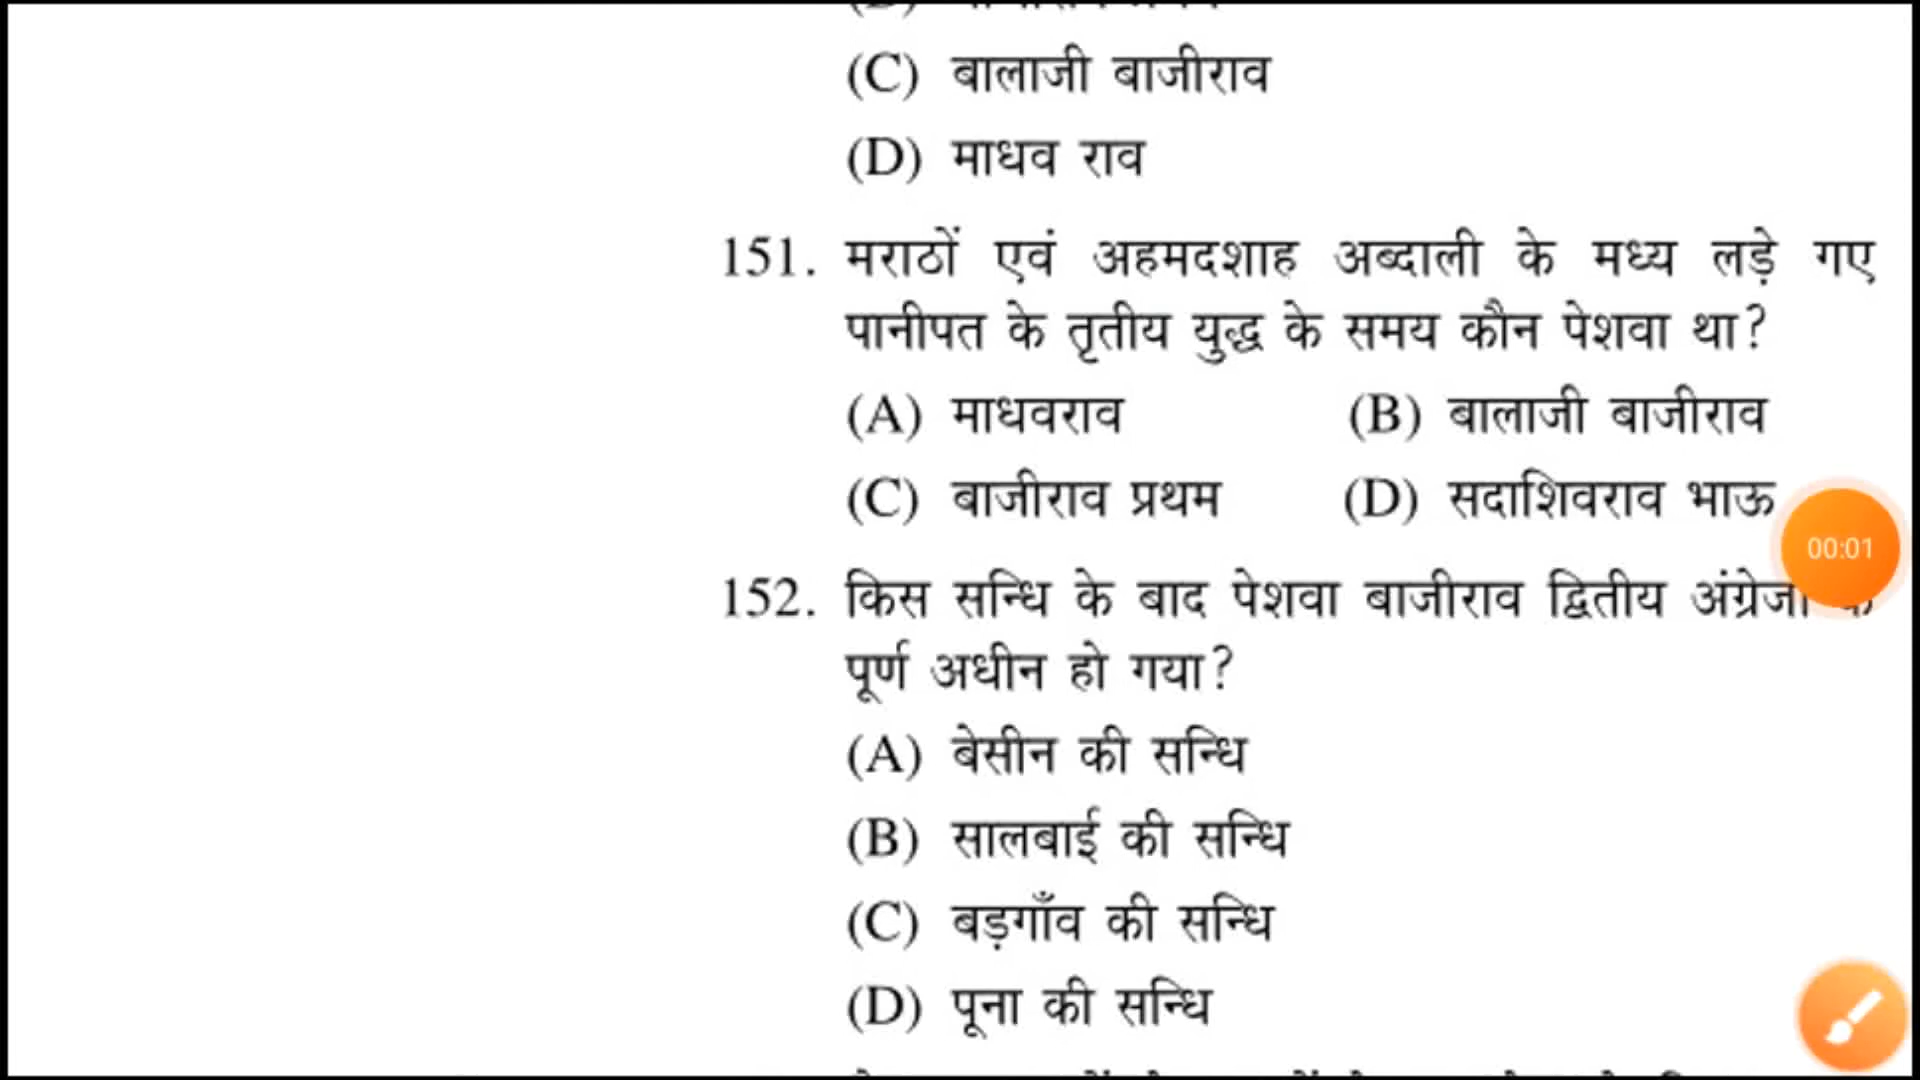 (C) बालाजी बाजीराव
(D) माधव राव
151. मराठों एवं अहमदशाह अब्दाली के मध्य लड़े गए
पानीपत के तृतीय युद्ध के समय कौन पेशवा था?
(A) माधवराव (B) बालाजी बाजीराव
(C) बाजीराव प्रथम (D) सदाशिवराव भाऊ
00:01
152. किस सन्धि के बाद पेशवा बाजीराव द्वितीय
पूर्ण अधीन हो गया?
(A) बेसीन की सन्धि
(B) सालबाई की सन्धि
(C) बड़गाँव की सन्धि
(D) पूना की सन्धि